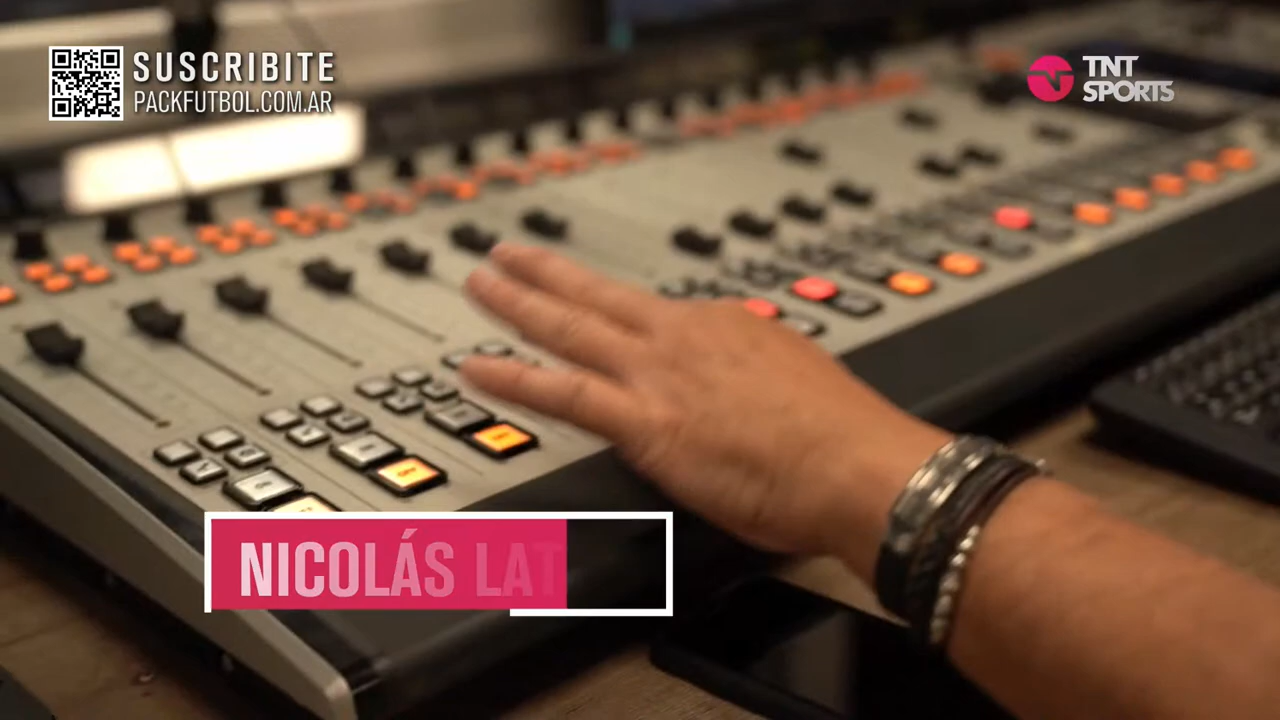 SUSCRIBITE
PACKFUTBOL.COM.AR
TNT
SPORTS
NICOLÁS LAT